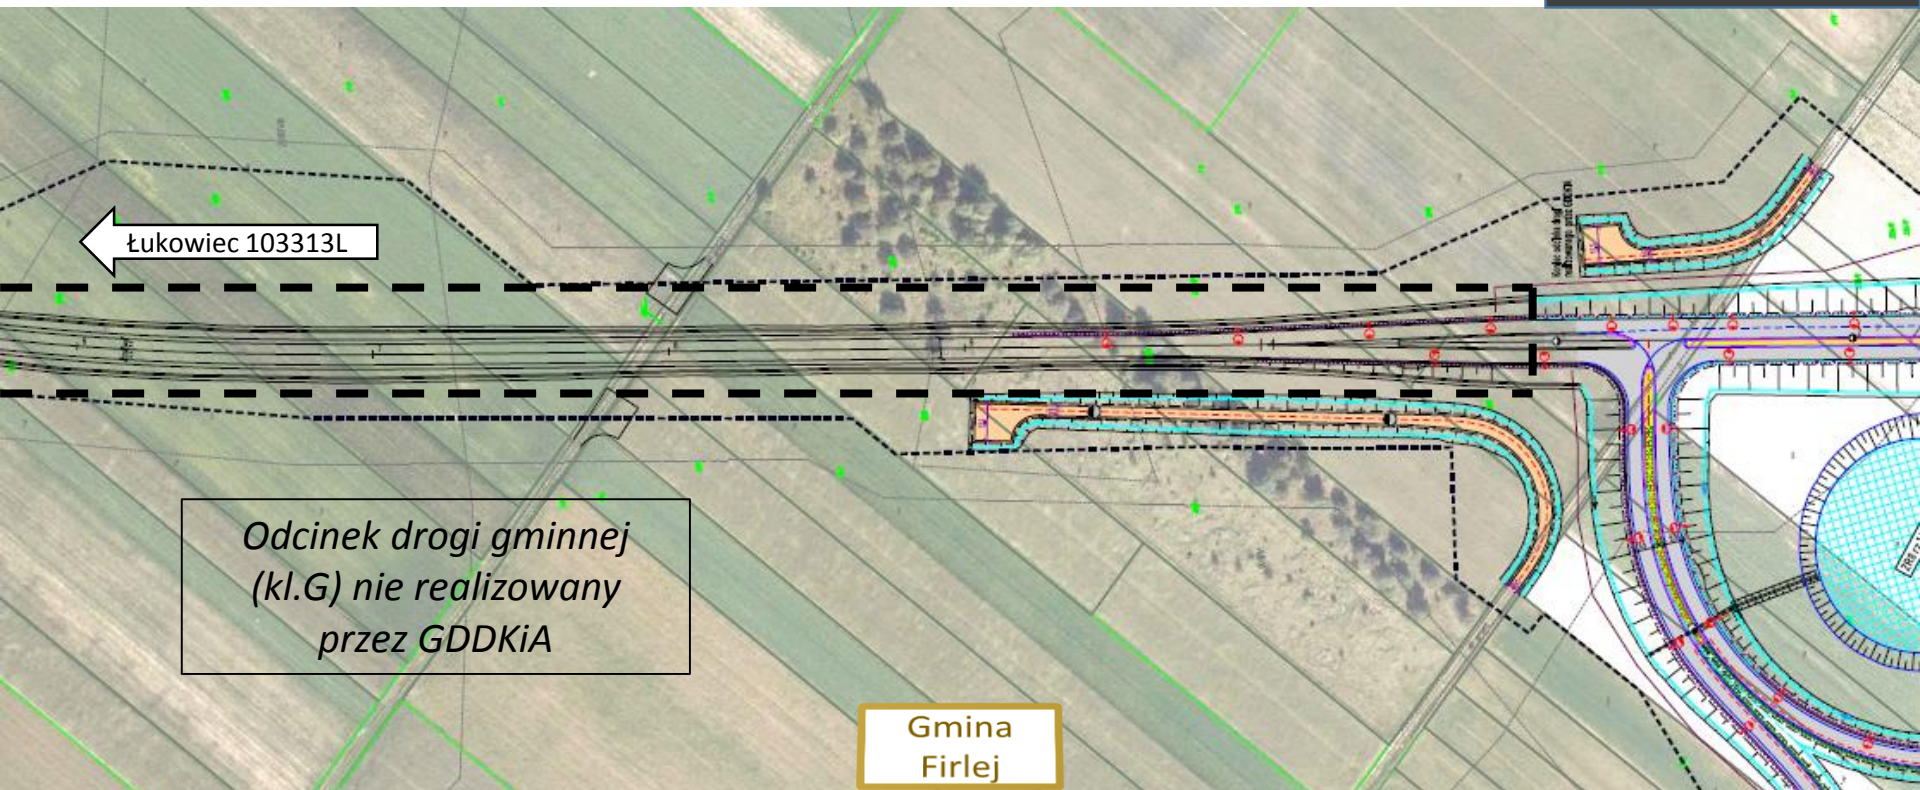 Łukowiec 103313L
Odcinek drogi gminnej
(kl.G) nie realizowany
przez GDDKiA
Gmina
Firlej